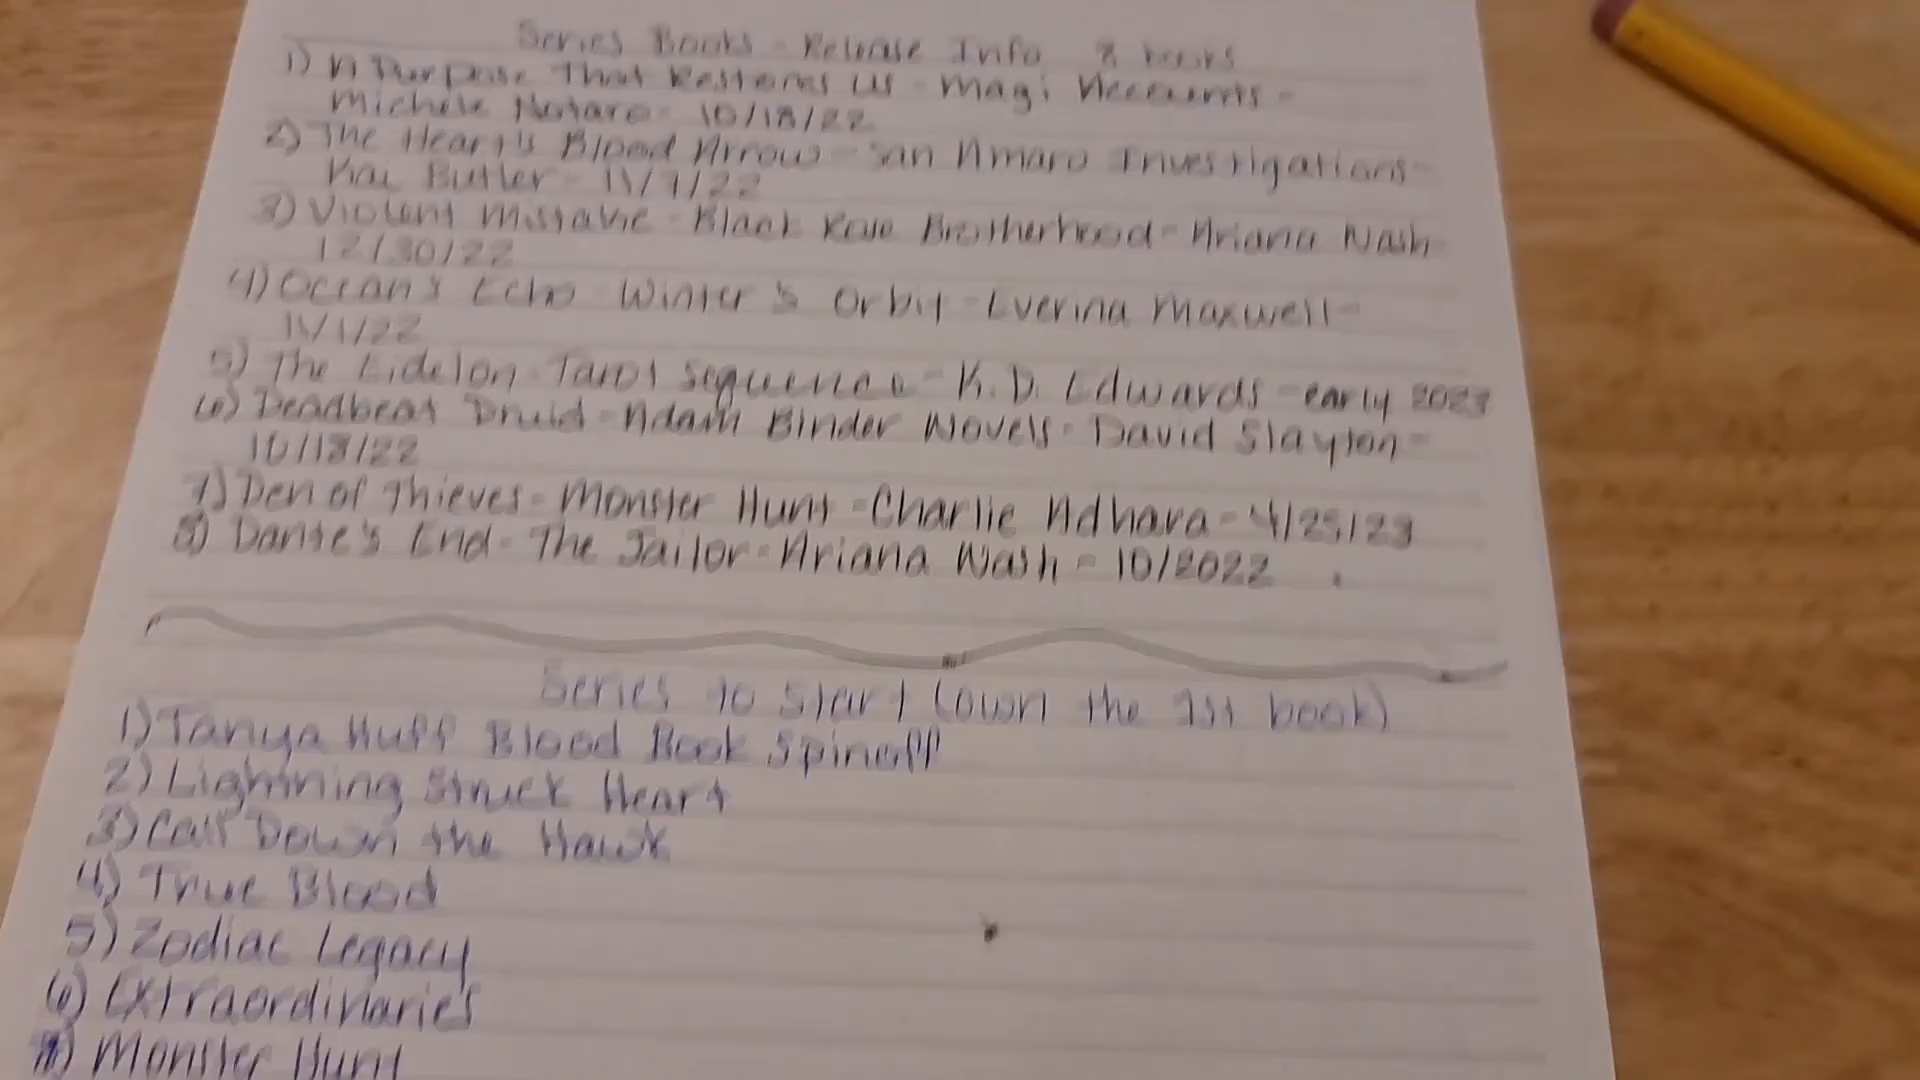 Series Books - Release Info 8 books
1) A Purpose That Restores Us - Magi Accounts -
Michele Notaro - 10/18/22
2) The Heart's Blood Arrow - San Amaro Investigations -
Kai Butler - 11/7/22
3) Violent Mistake - Black Rose Brotherhood - Ariana Nash
12/30/22
4) Ocean's Echo - Winter's Orbit - Everina Maxwell -
11/1/22
5) The Eidelon - Tarot Sequence - K.D. Edwards - early 2023
6) Deadbeat Druid - Adam Binder Novels - David Slayton -
10/18/22
7) Den of Thieves - Monster Hunt - Charlie Adhara - 4/25/23
8) Dante's End - The Jailor - Ariana Nash - 10/2022
Series to Start (own the 1st book)
1) Tanya Huff Blood Book Spinoff
2) Lightning Struck Heart
3) Call Down the Hawk
4) True Blood
5) Zodiac Legacy
6) Extraordinaries
Monster Hunt